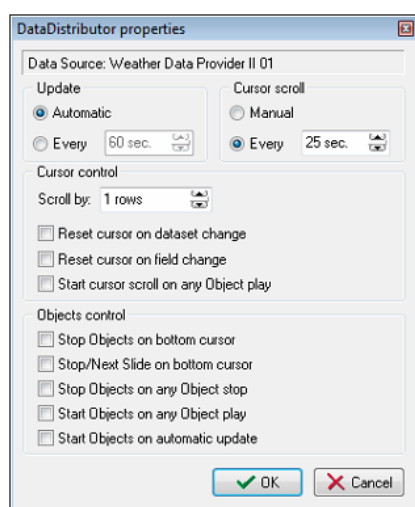 DataDistributor properties
Data Source: Weather Data Provider II 01
Update
Automatic
Every 60 sec.
Cursor scroll
Manual
Every 25 sec.
Cursor control
Scroll by: 1 rows
Reset cursor on dataset change
Reset cursor on field change
Start cursor scroll on any Object play
Objects control
Stop Objects on bottom cursor
Stop/Next Slide on bottom cursor
Stop Objects on any Object stop
Start Objects on any Object play
Start Objects on automatic update
OK Cancel